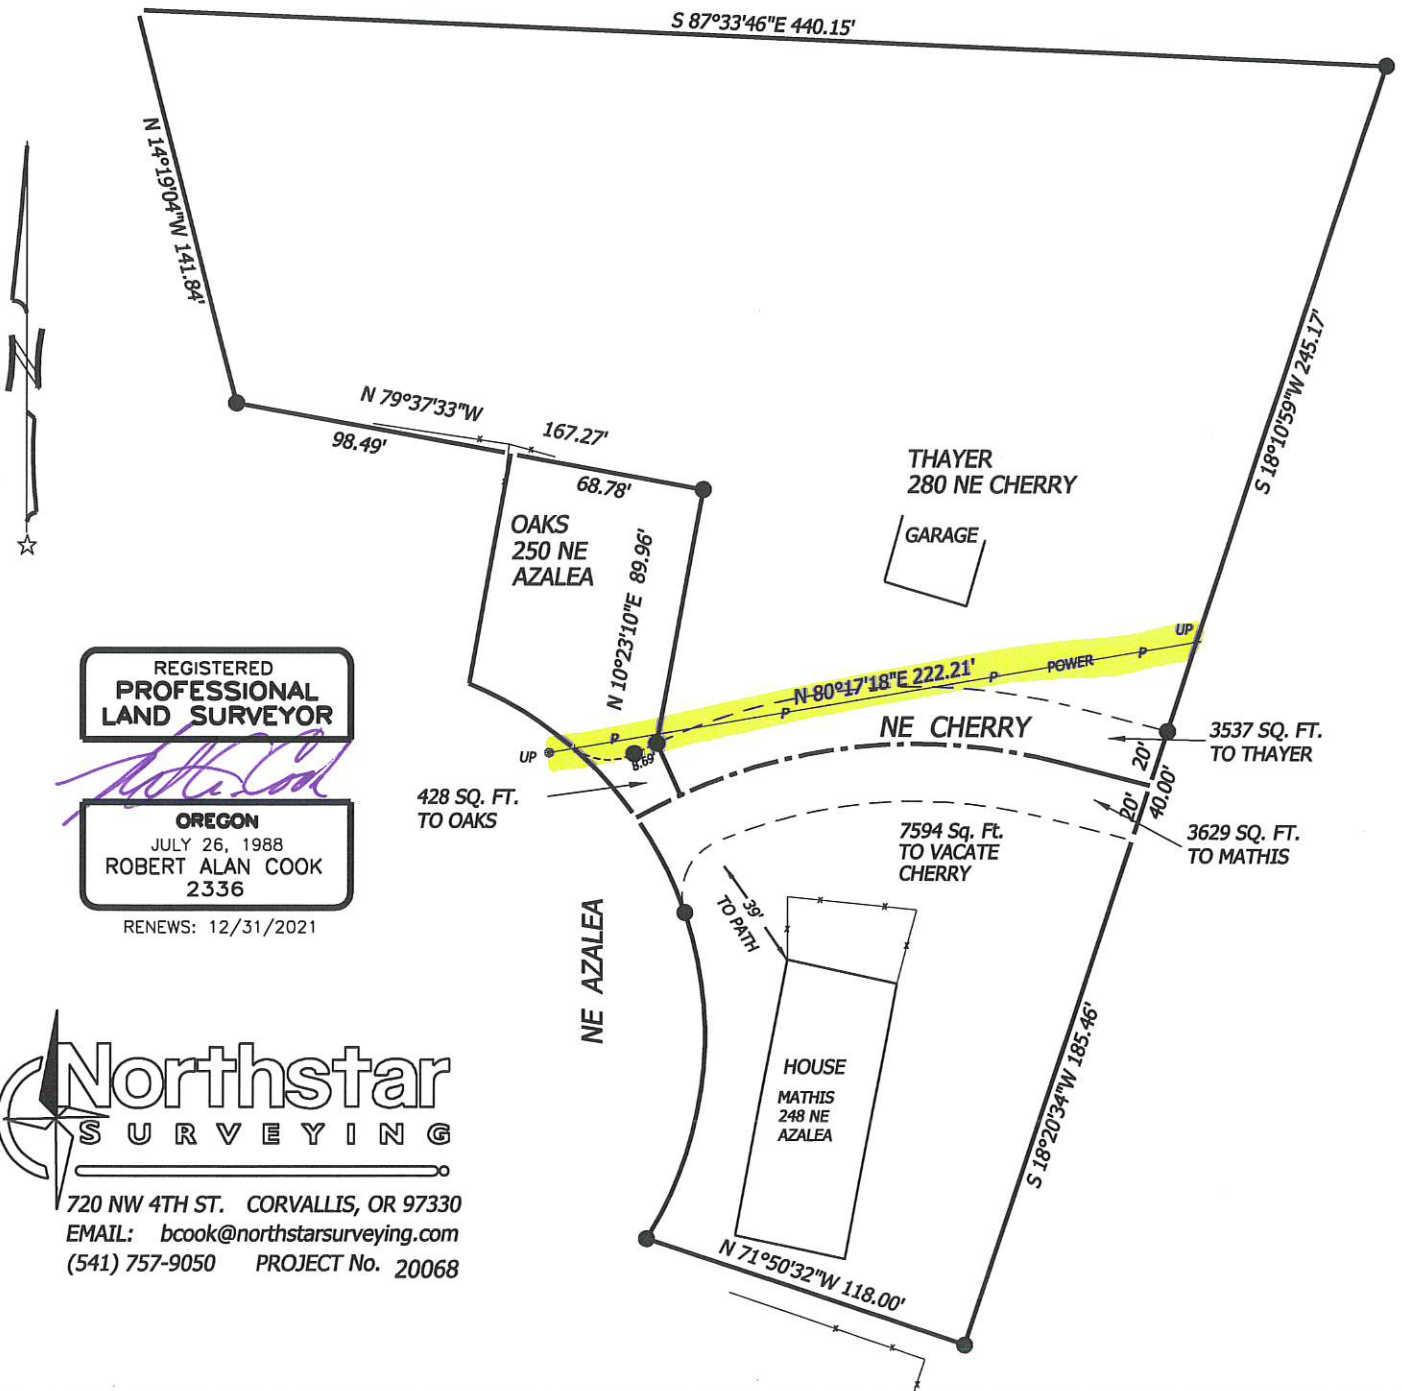 S 87°33'46"E 440.15'
N 14°19'04"W 141.84'
N
N 79°37'33"W
167.27'
98.49'
68.78'
S 18°10'59"W 245.17'
THAYER
280 NE CHERRY
GARAGE
OAKS
250 NE
AZALEA
N 10°23'10"E 89.96'
UP
P
POWER
P
N 80°17'18"E 222.21'
P
P
UP
8.69'
NE CHERRY
3537 SQ. FT.
TO THAYER
20'
40.00'
20'
428 SQ. FT.
TO OAKS
3629 SQ. FT.
TO MATHIS
7594 Sq. Ft.
TO VACATE
CHERRY
39'
TO PATH
NE AZALEA
HOUSE
MATHIS
248 NE
AZALEA
S 18°20'34"W 185.46'
N 71°50'32"W 118.00'
REGISTERED
PROFESSIONAL
LAND SURVEYOR
OREGON
JULY 26, 1988
ROBERT ALAN COOK
2336
RENEWS: 12/31/2021
Northstar
SURVEYING
720 NW 4TH ST. CORVALLIS, OR 97330
EMAIL: bcook@northstarsurveying.com
(541) 757-9050 PROJECT No. 20068